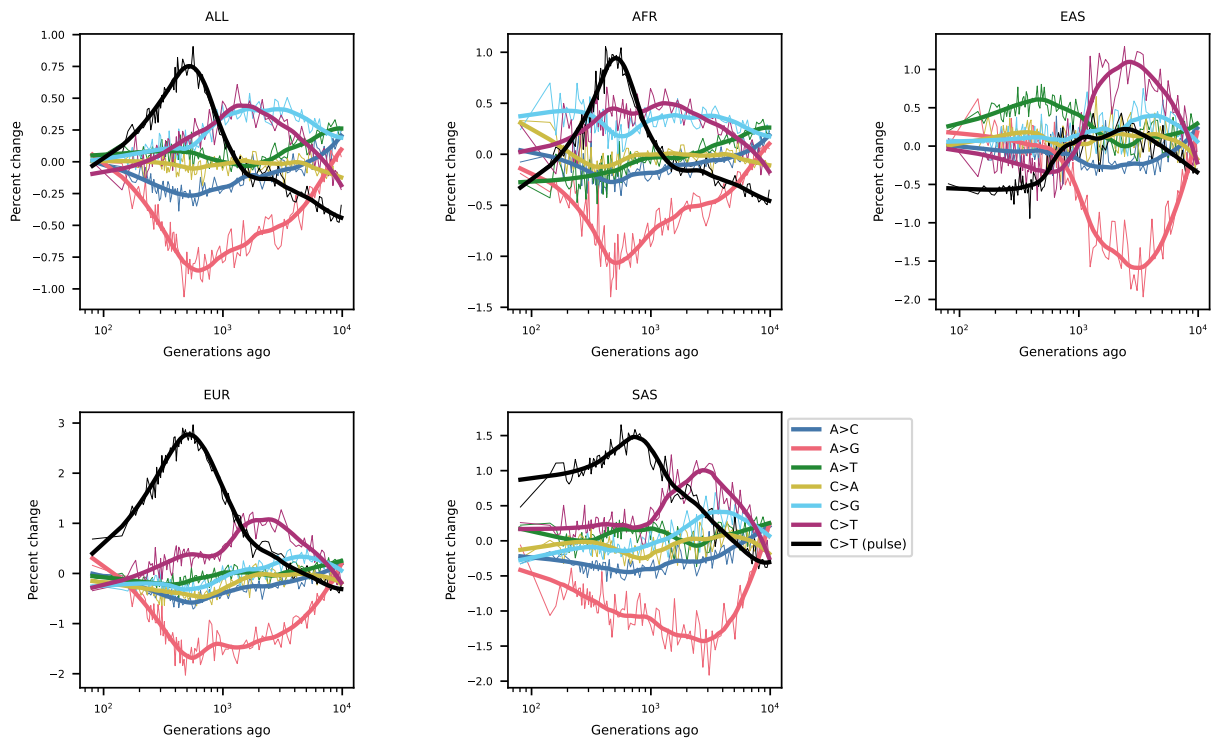 ALL
AFR
EAS
1.00
0.75
0.50
0.25
0.00
−0.25
−0.50
−0.75
−1.00
Percent change
10²
10³
10⁴
Generations ago
1.0
0.5
0.0
−0.5
−1.0
−1.5
Percent change
10²
10³
10⁴
Generations ago
1.0
0.5
0.0
−0.5
−1.0
−1.5
−2.0
Percent change
10²
10³
10⁴
Generations ago
EUR
SAS
3
2
1
0
−1
−2
Percent change
10²
10³
10⁴
Generations ago
1.5
1.0
0.5
0.0
−0.5
−1.0
−1.5
−2.0
Percent change
10²
10³
10⁴
Generations ago
A>C
A>G
A>T
C>A
C>G
C>T
C>T (pulse)